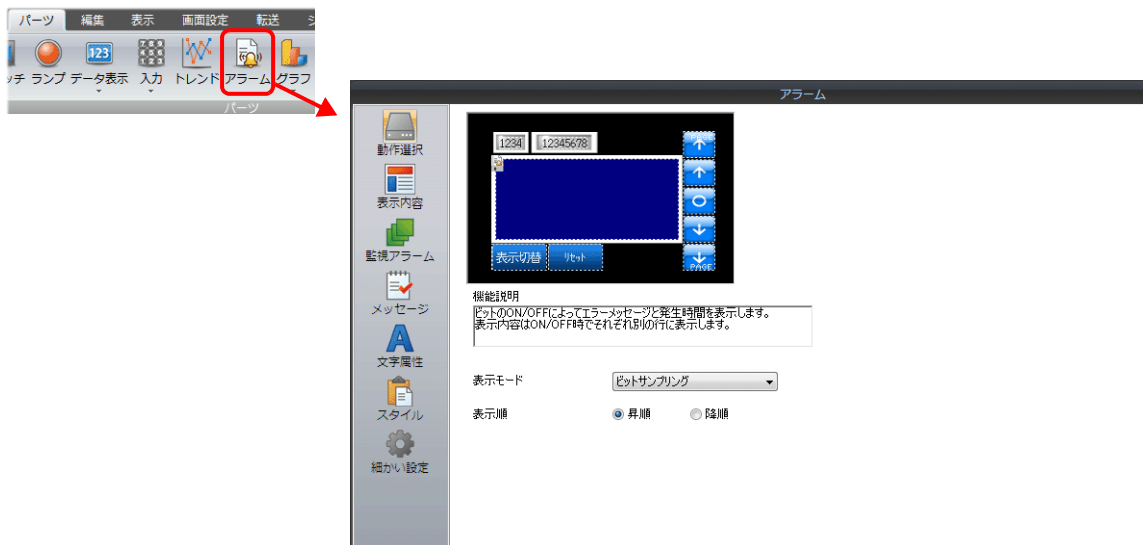 パーツ 編集 表示 画面設定 転送
ッチ ランプ データ表示 入力 トレンド アラーム グラフ
パーツ
アラーム
動作選択
表示内容
監視アラーム
メッセージ
文字属性
スタイル
細かい設定
1234 12345678
PAGE
表示切替 リセット
PAGE
機能説明
ビットのON/OFFによってエラーメッセージと発生時間を表示します。
表示内容はON/OFF時でそれぞれ別の行に表示します。
表示モード ビットサンプリング
表示順 昇順 降順